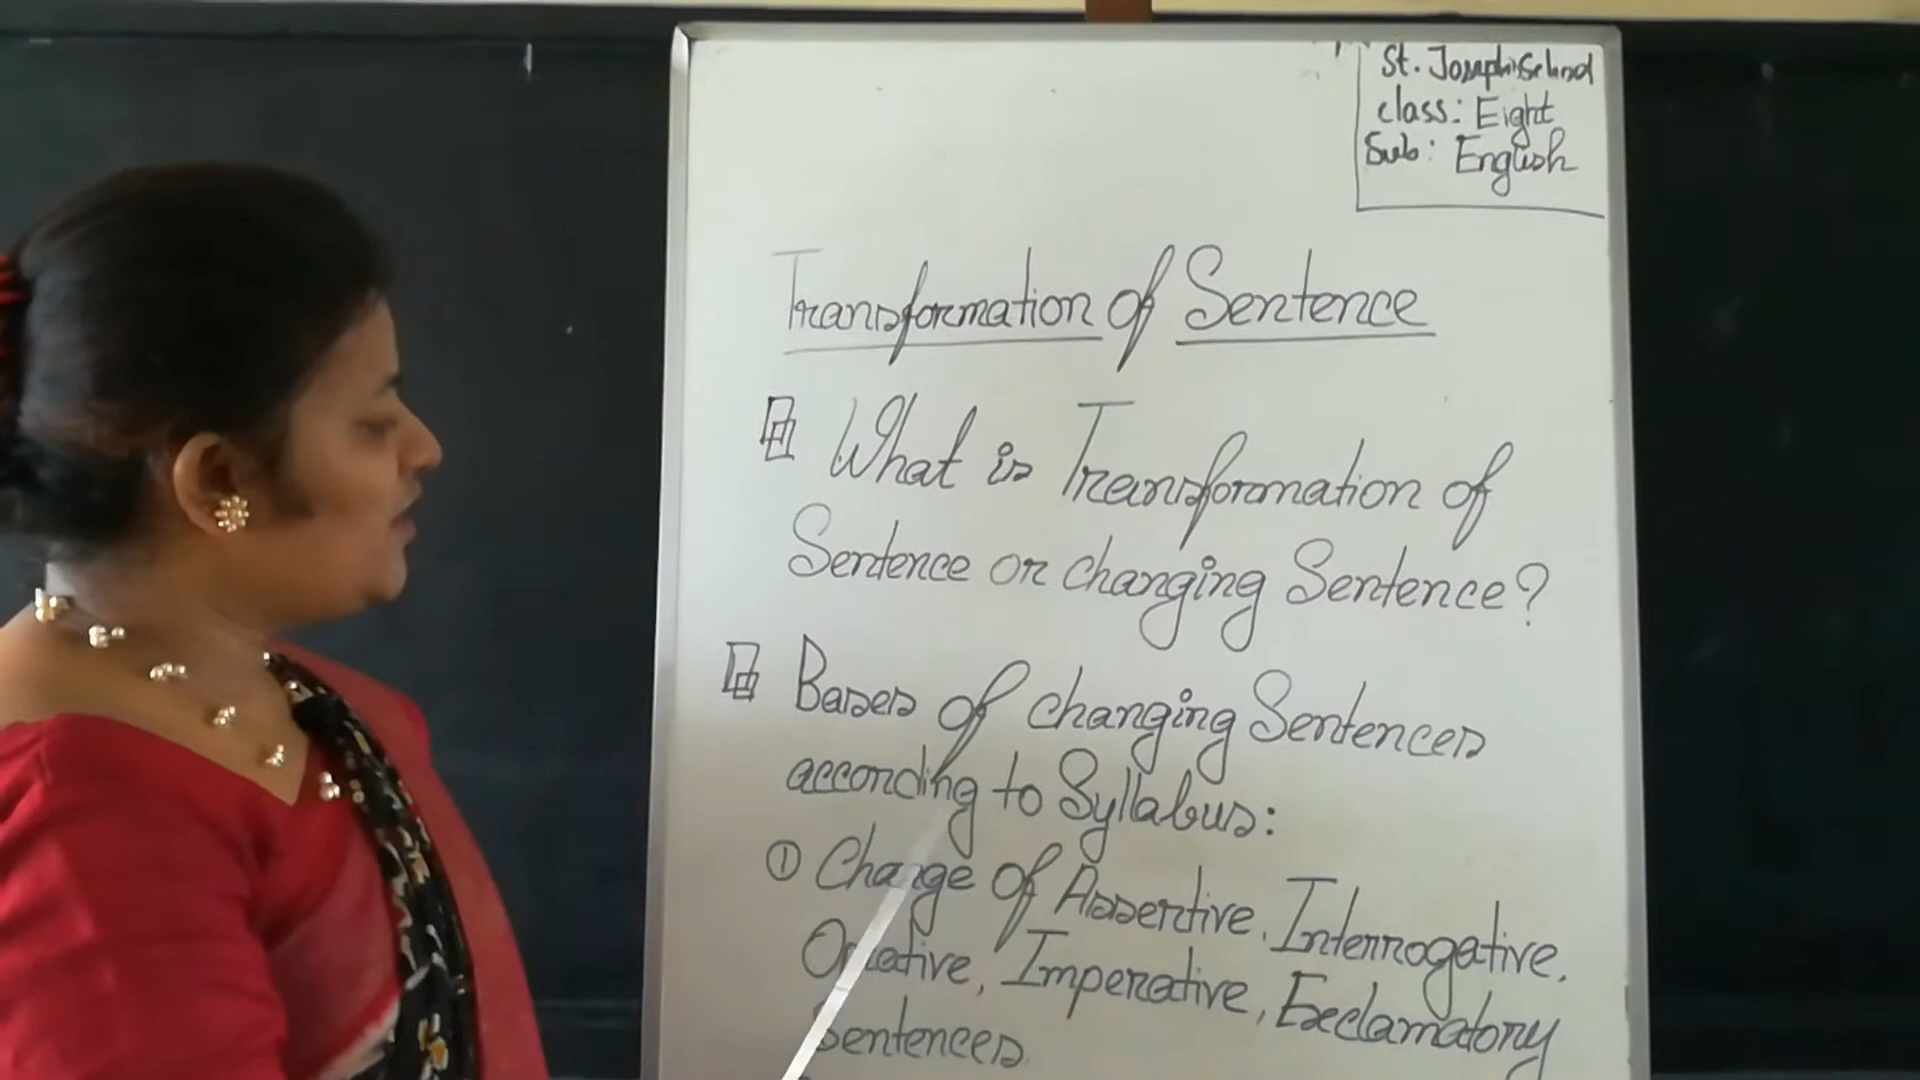 St. Joseph School
Class: Eight
Sub: English
Transformation of Sentence
What is Transformation of
Sentence or changing Sentence?
Bases of changing Sentences
according to Syllabus:
① Change of Assertive, Interrogative,
Optative, Imperative, Exclamatory
Sentences.